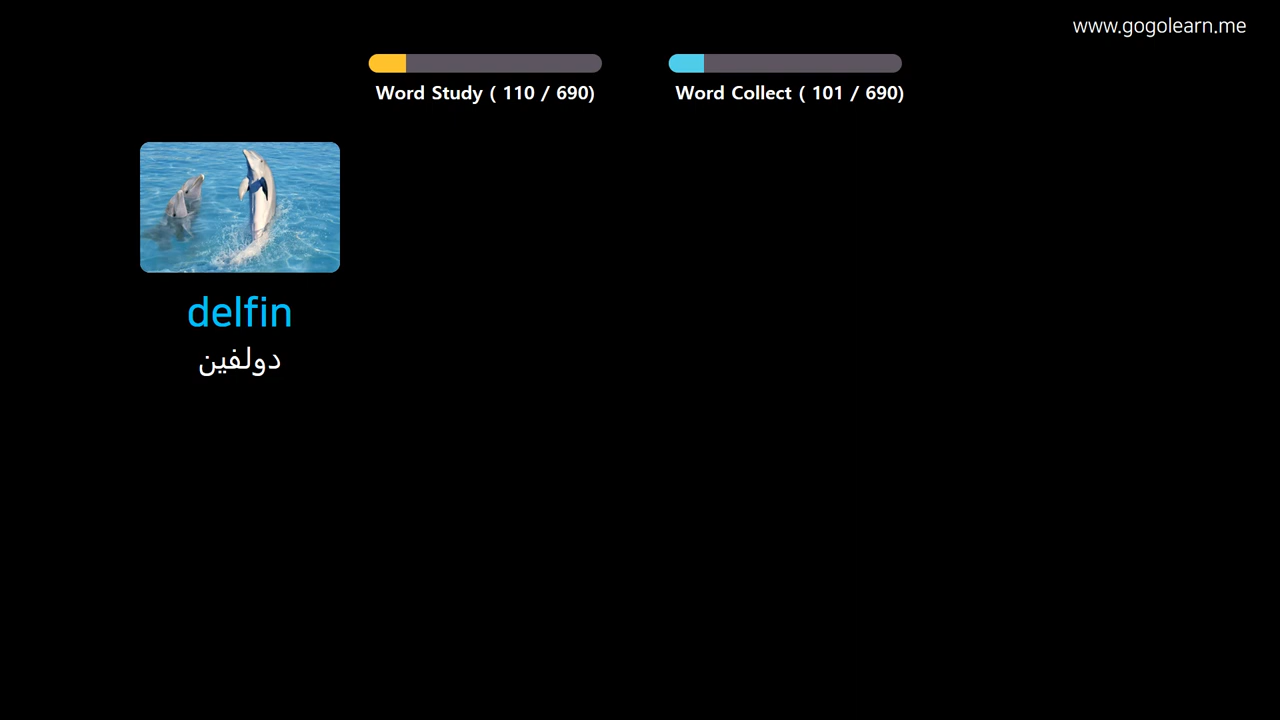 www.gogolearn.me
Word Study ( 110 / 690)
Word Collect ( 101 / 690)
delfin
دولفين